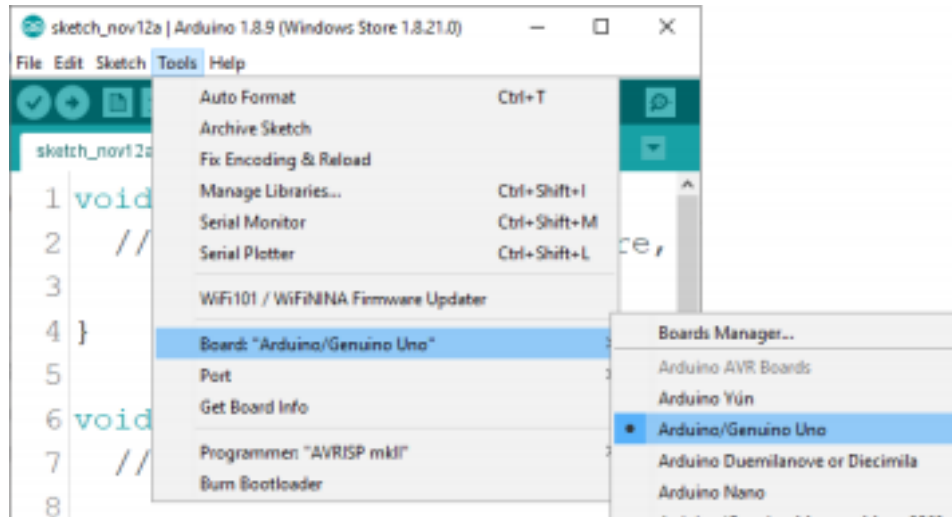 sketch_nov12a | Arduino 1.8.9 (Windows Store 1.8.21.0)
File Edit Sketch Tools Help
sketch_nov12a
Auto Format Ctrl+T
Archive Sketch
Fix Encoding & Reload
Manage Libraries... Ctrl+Shift+I
Serial Monitor Ctrl+Shift+M
Serial Plotter Ctrl+Shift+L
WiFi101 / WiFiNINA Firmware Updater
Board: "Arduino/Genuino Uno"
Port
Get Board Info
Programmer: "AVRISP mkII"
Burn Bootloader
1 void
2 // re,
3
4 }
5
6 void
7 //
8
Boards Manager...
Arduino AVR Boards
Arduino Yún
Arduino/Genuino Uno
Arduino Duemilanove or Diecimila
Arduino Nano